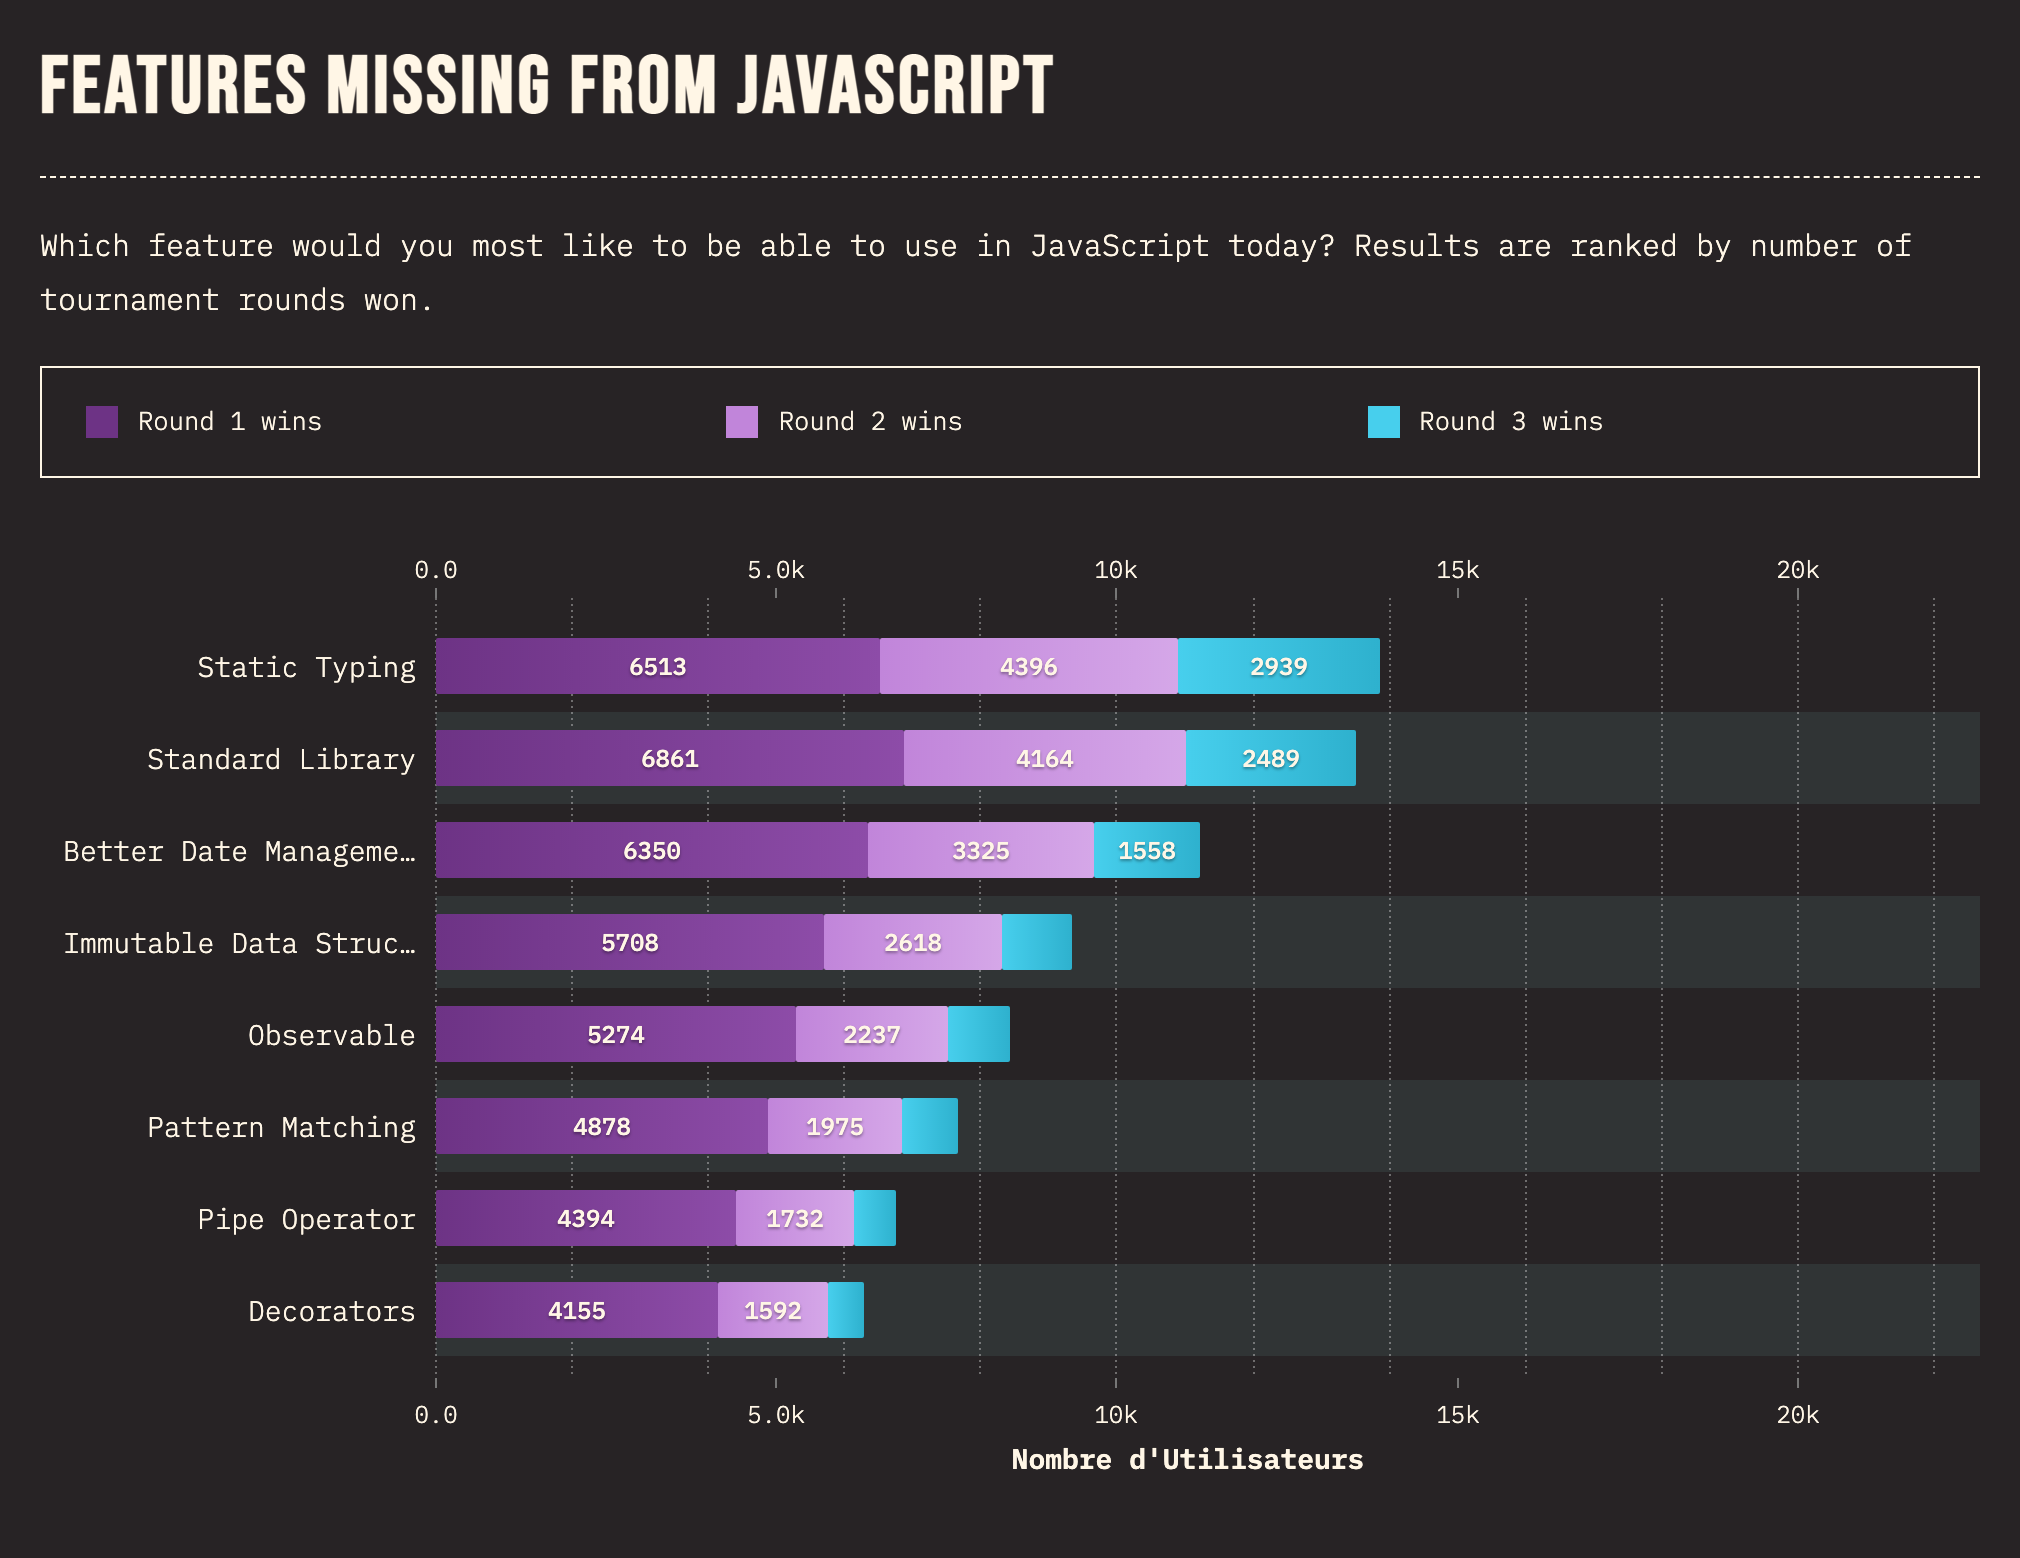 FEATURES MISSING FROM JAVASCRIPT
Which feature would you most like to be able to use in JavaScript today? Results are ranked by number of
tournament rounds won.
Round 1 wins
Round 2 wins
Round 3 wins
0.0 5.0k 10k 15k 20k
Static Typing 6513 4396 2939
Standard Library 6861 4164 2489
Better Date Manageme… 6350 3325 1558
Immutable Data Struc… 5708 2618
Observable 5274 2237
Pattern Matching 4878 1975
Pipe Operator 4394 1732
Decorators 4155 1592
0.0 5.0k 10k 15k 20k
Nombre d'Utilisateurs